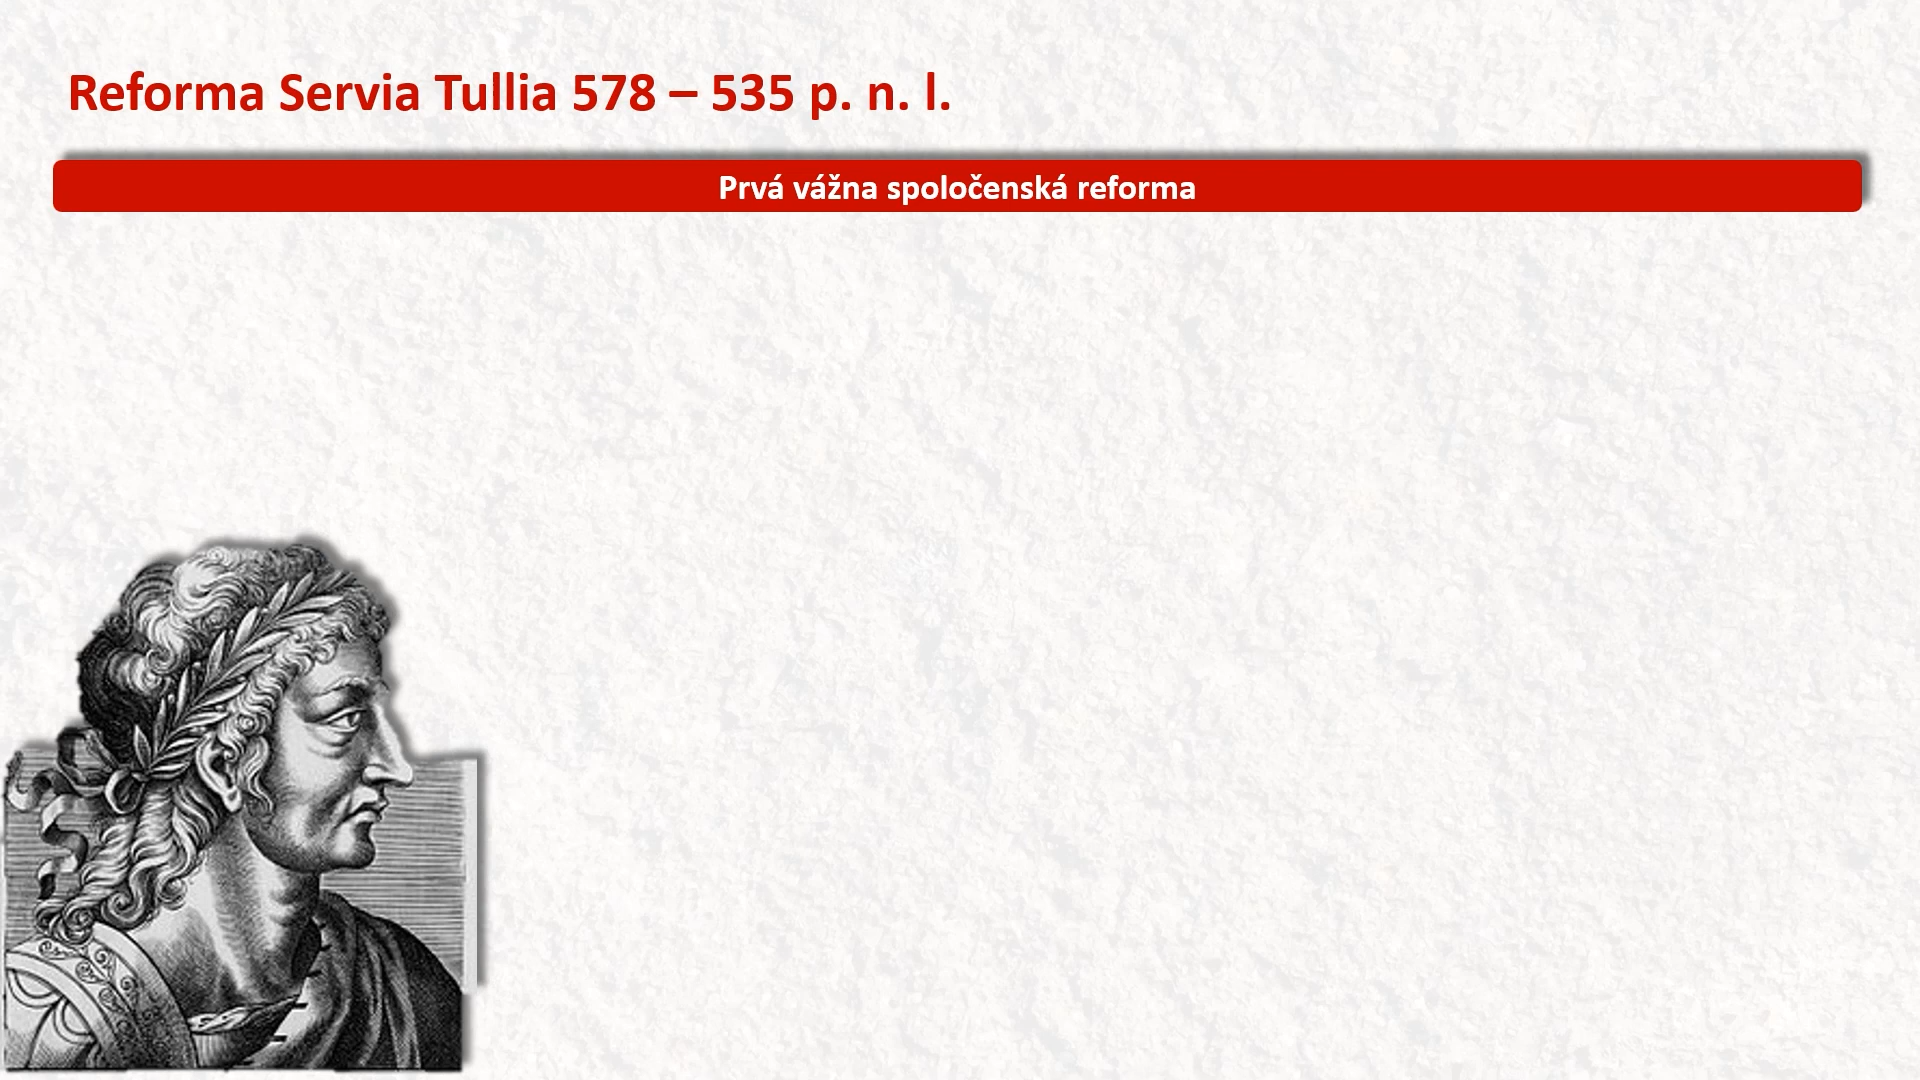 Reforma Servia Tullia 578 – 535 p. n. l.
Prvá vážna spoločenská reforma